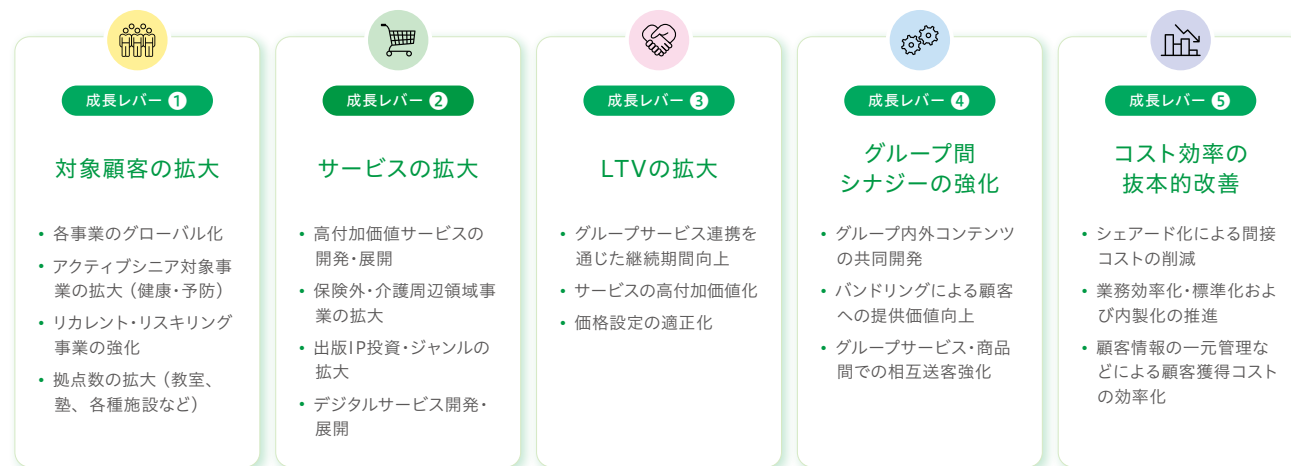 成長レバー 1
対象顧客の拡大
• 各事業のグローバル化
• アクティブシニア対象事
業の拡大（健康・予防）
• リカレント・リスキリング
事業の強化
• 拠点数の拡大（教室、
塾、各種施設など）
成長レバー 2
サービスの拡大
• 高付加価値サービスの
開発・展開
• 保険外・介護周辺領域事
業の拡大
• 出版IP投資・ジャンルの
拡大
• デジタルサービス開発・
展開
成長レバー 3
LTVの拡大
• グループサービス連携を
通じた継続期間向上
• サービスの高付加価値化
• 価格設定の適正化
成長レバー 4
グループ間
シナジーの強化
• グループ内外コンテンツ
の共同開発
• バンドリングによる顧客
への提供価値向上
• グループサービス・商品
間での相互送客強化
成長レバー 5
コスト効率の
抜本的改善
• シェアード化による間接
コストの削減
• 業務効率化・標準化およ
び内製化の推進
• 顧客情報の一元管理な
どによる顧客獲得コスト
の効率化